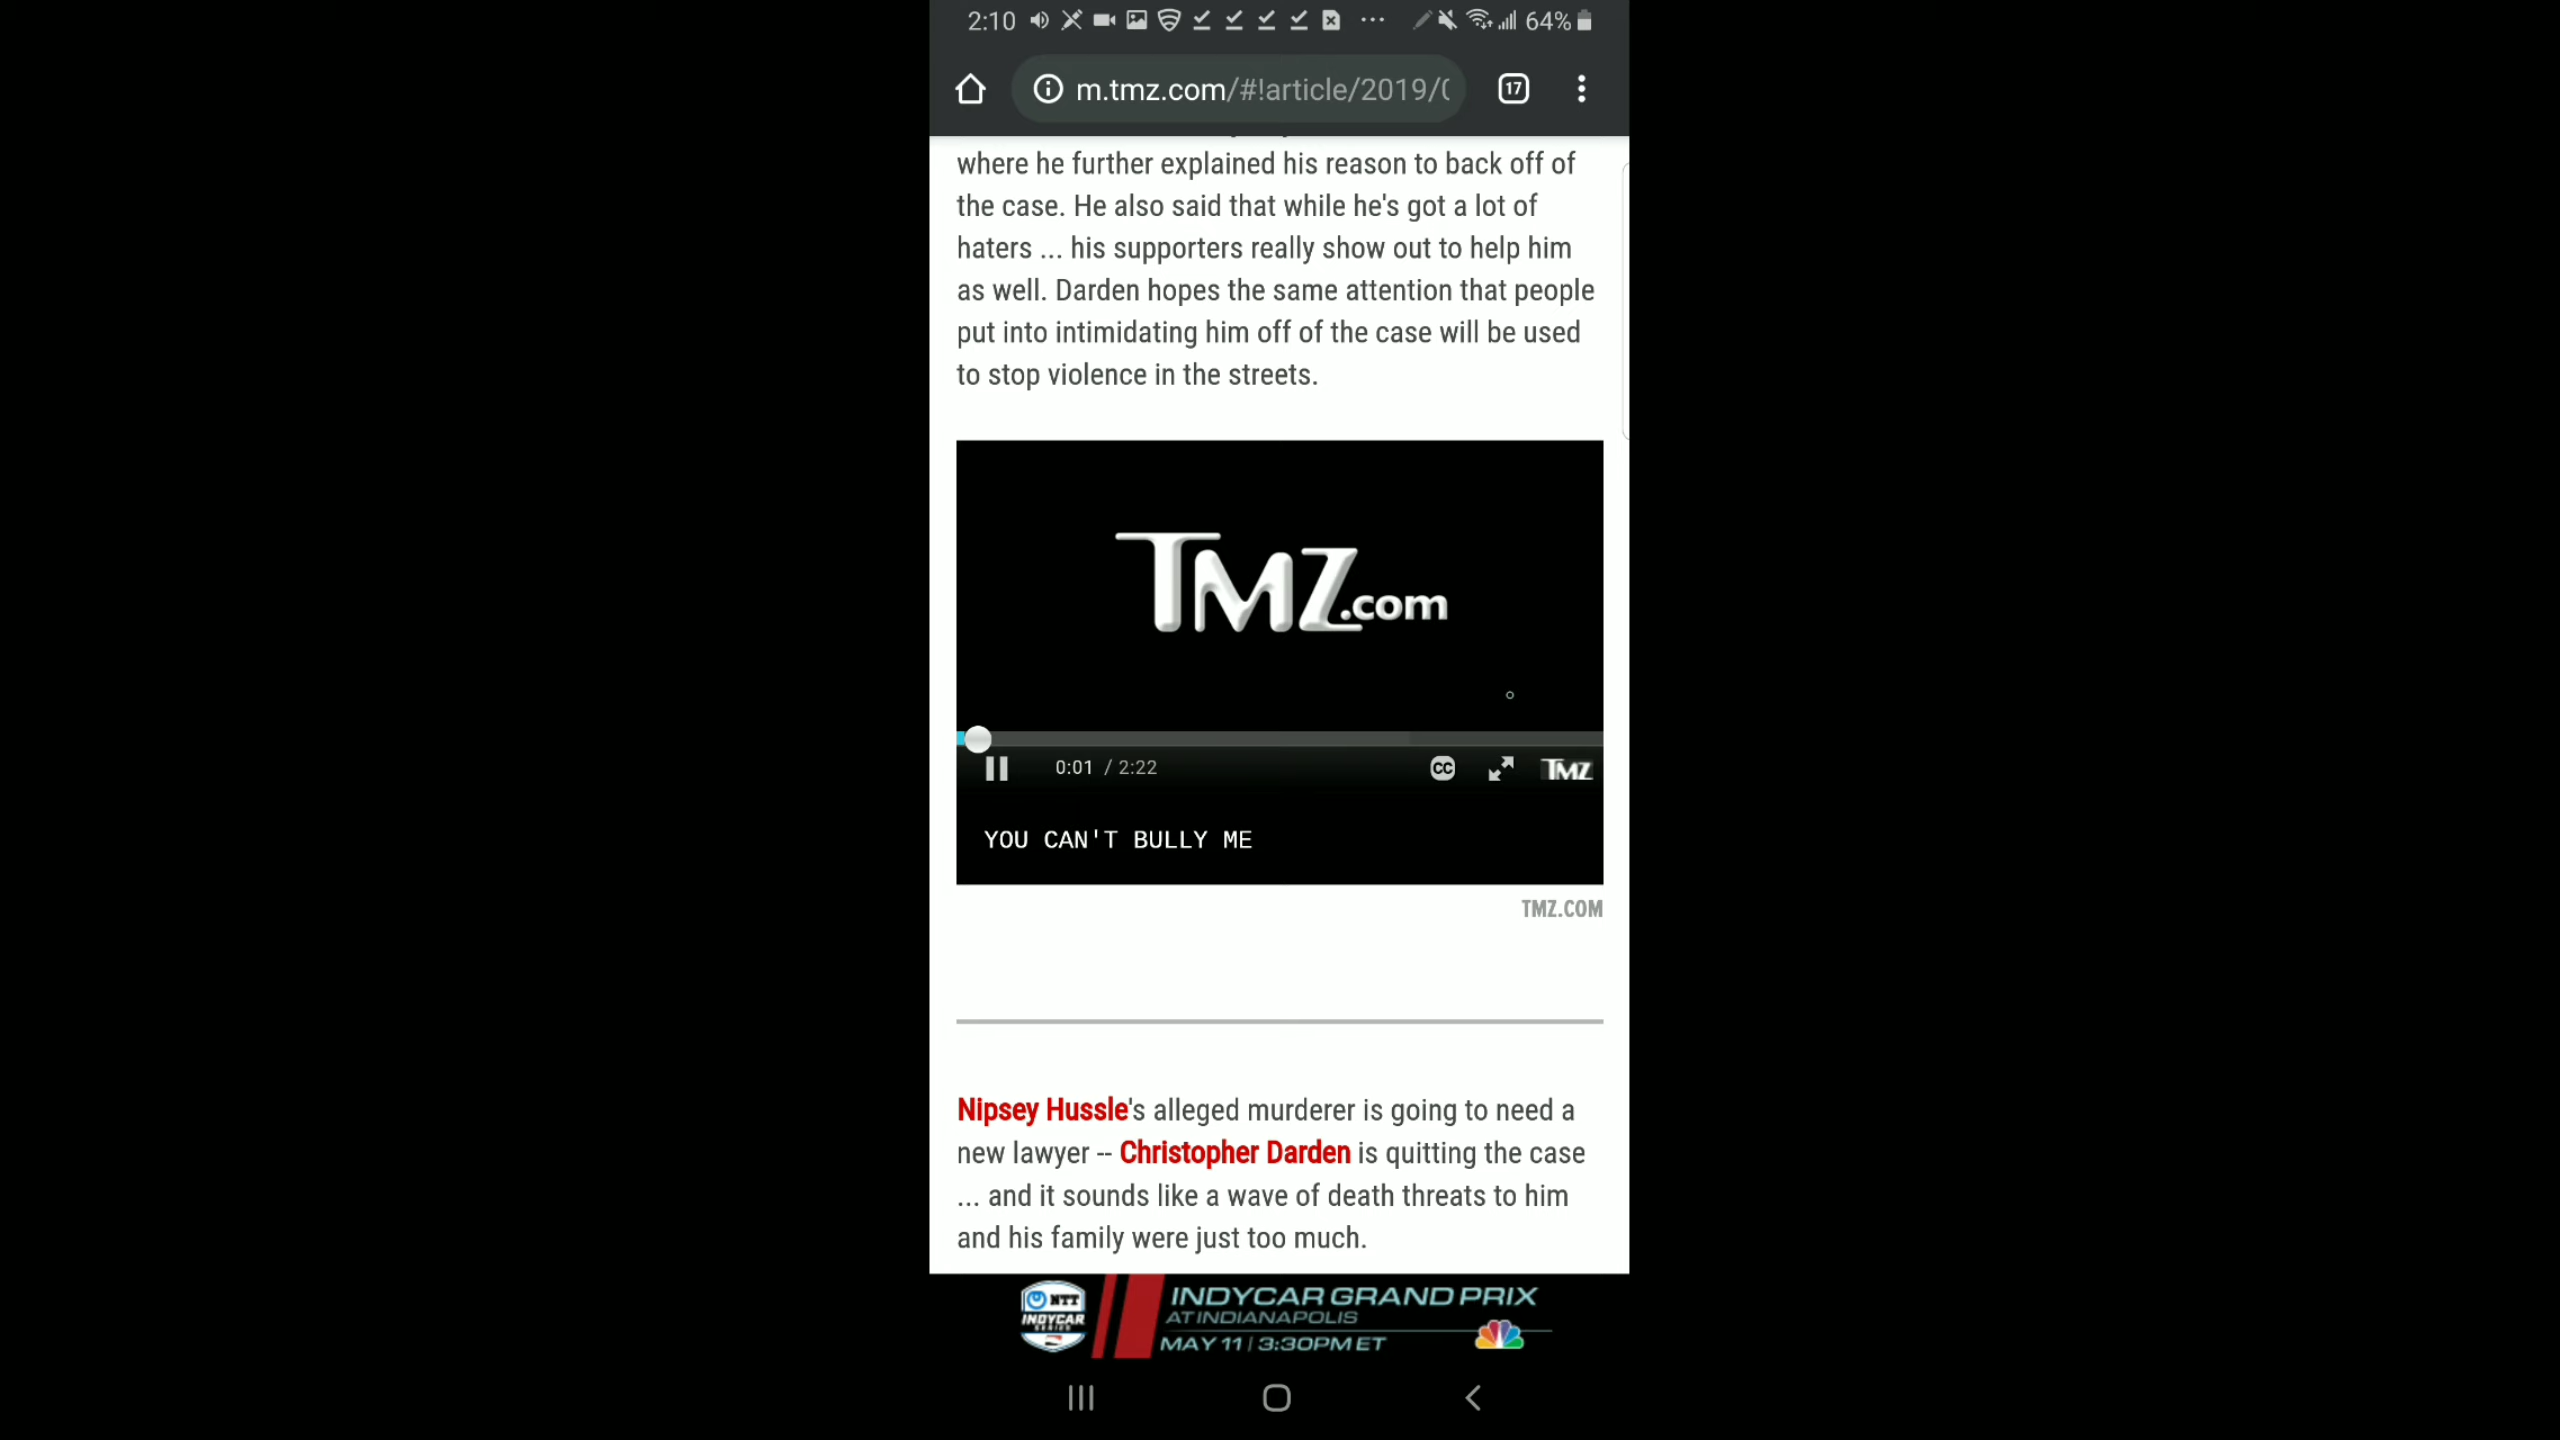 2:10
64%
m.tmz.com/#!article/2019/
17
where he further explained his reason to back off of
the case. He also said that while he's got a lot of
haters ... his supporters really show out to help him
as well. Darden hopes the same attention that people
put into intimidating him off of the case will be used
to stop violence in the streets.
TMZ.com
0:01 / 2:22
CC
TMZ
YOU CAN'T BULLY ME
TMZ.COM
Nipsey Hussle's alleged murderer is going to need a
new lawyer -- Christopher Darden is quitting the case
... and it sounds like a wave of death threats to him
and his family were just too much.
NTT
INDYCAR
SERIES
INDYCAR GRAND PRIX
AT INDIANAPOLIS
MAY 11 | 3:30PM ET